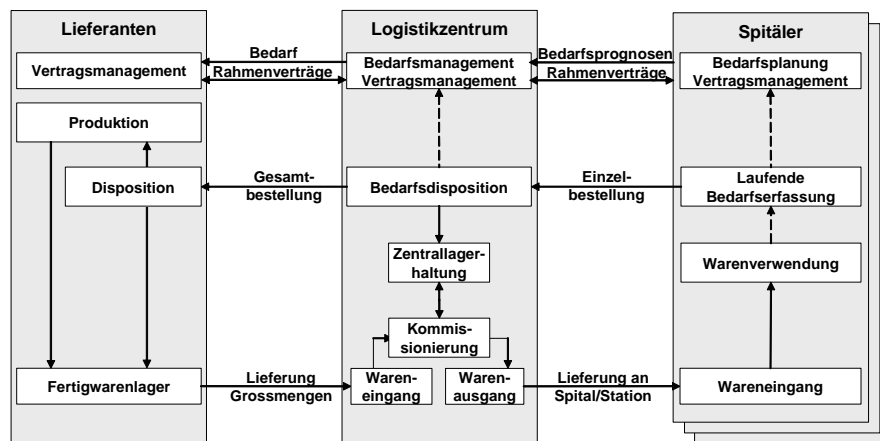 Lieferanten
Logistikzentrum
Spitäler
Vertragsmanagement
Bedarf
Rahmenverträge
Bedarfsmanagement
Vertragsmanagement
Bedarfsprognosen
Rahmenverträge
Bedarfsplanung
Vertragsmanagement
Produktion
Disposition
Gesamt-
bestellung
Bedarfsdisposition
Einzel-
bestellung
Laufende
Bedarfserfassung
Zentrallager-
haltung
Warenverwendung
Kommis-
sionierung
Fertigwarenlager
Lieferung
Grossmengen
Waren-
eingang
Waren-
ausgang
Lieferung an
Spital/Station
Wareneingang